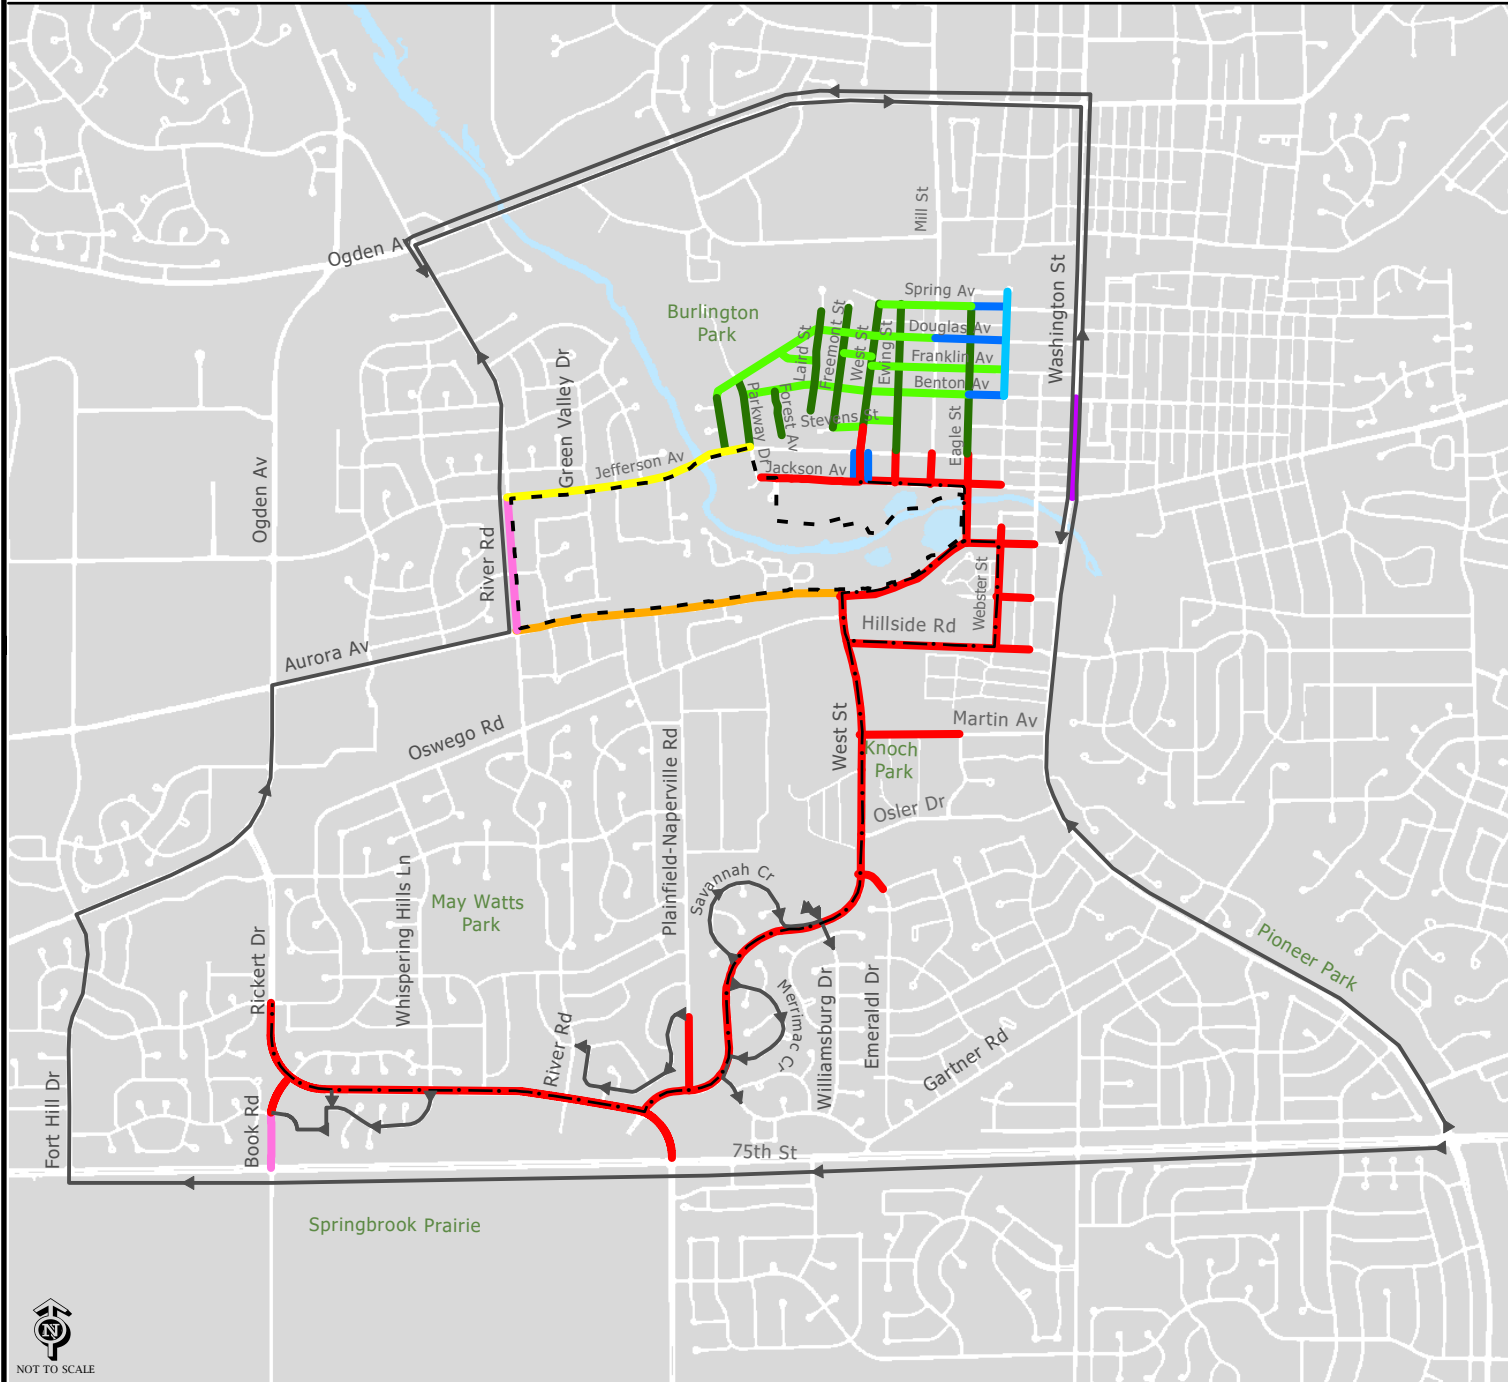 Mill St
Ogden Av
Washington St
Spring Av
Burlington
Park
Douglas Av
Laird St
Freemont St
West St
Ewing St
Franklin Av
Benton Av
Green Valley Dr
Parkway Dr
Forest Av
Stevens St
Eagle St
Jefferson Av
Jackson Av
Ogden Av
River Rd
Webster St
Hillside Rd
Aurora Av
Oswego Rd
West St
Martin Av
Knoch
Park
Plainfield-Naperville Rd
Osler Dr
Whispering Hills Ln
May Watts
Park
Savannah Cr
Rickert Dr
Pioneer Park
Merrimac Cr
Williamsburg Dr
Emeraldl Dr
River Rd
Gartner Rd
Fort Hill Dr
Book Rd
75th St
Springbrook Prairie
N
NOT TO SCALE